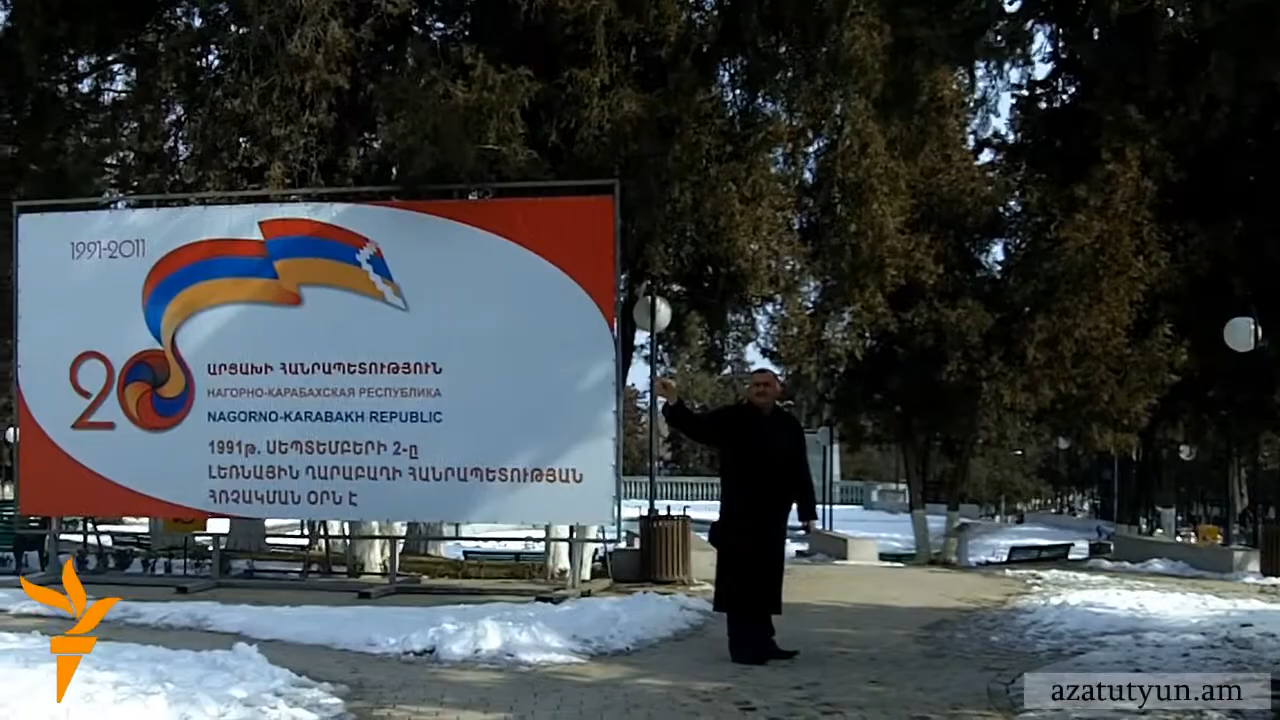 1991-2011
20
ԱՐՑԱԽԻ ՀԱՆՐԱՊԵՏՈՒԹՅՈՒՆ
НАГОРНО-КАРАБАХСКАЯ РЕСПУБЛИКА
NAGORNO-KARABAKH REPUBLIC
1991թ. ՍԵՊՏԵՄԲԵՐԻ 2-ը
ԼԵՌՆԱՅԻՆ ՂԱՐԱԲԱՂԻ ՀԱՆՐԱՊԵՏՈՒԹՅԱՆ
ՀՌՉԱԿՄԱՆ ՕՐՆ Է
azatutyun.am